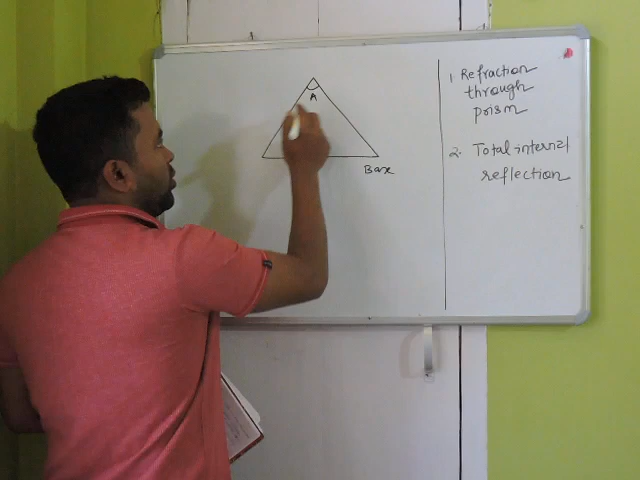 A
Base
1. Refraction
through
prism
2. Total internal
reflection